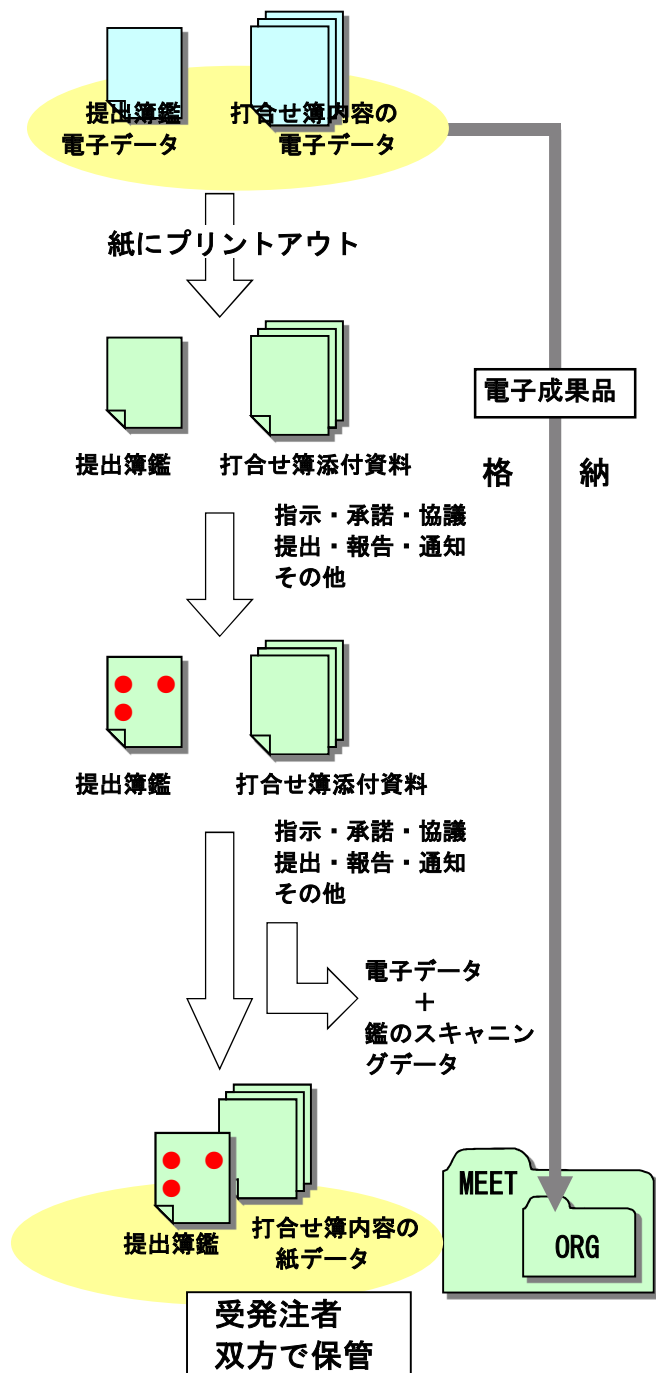 提出簿鑑
電子データ
打合せ簿内容の
電子データ
紙にプリントアウト
電子成果品
格 納
提出簿鑑
打合せ簿添付資料
指示・承諾・協議
提出・報告・通知
その他
提出簿鑑
打合せ簿添付資料
指示・承諾・協議
提出・報告・通知
その他
電子データ
＋
鑑のスキャニン
グデータ
提出簿鑑
打合せ簿内容の
紙データ
MEET
ORG
受発注者
双方で保管